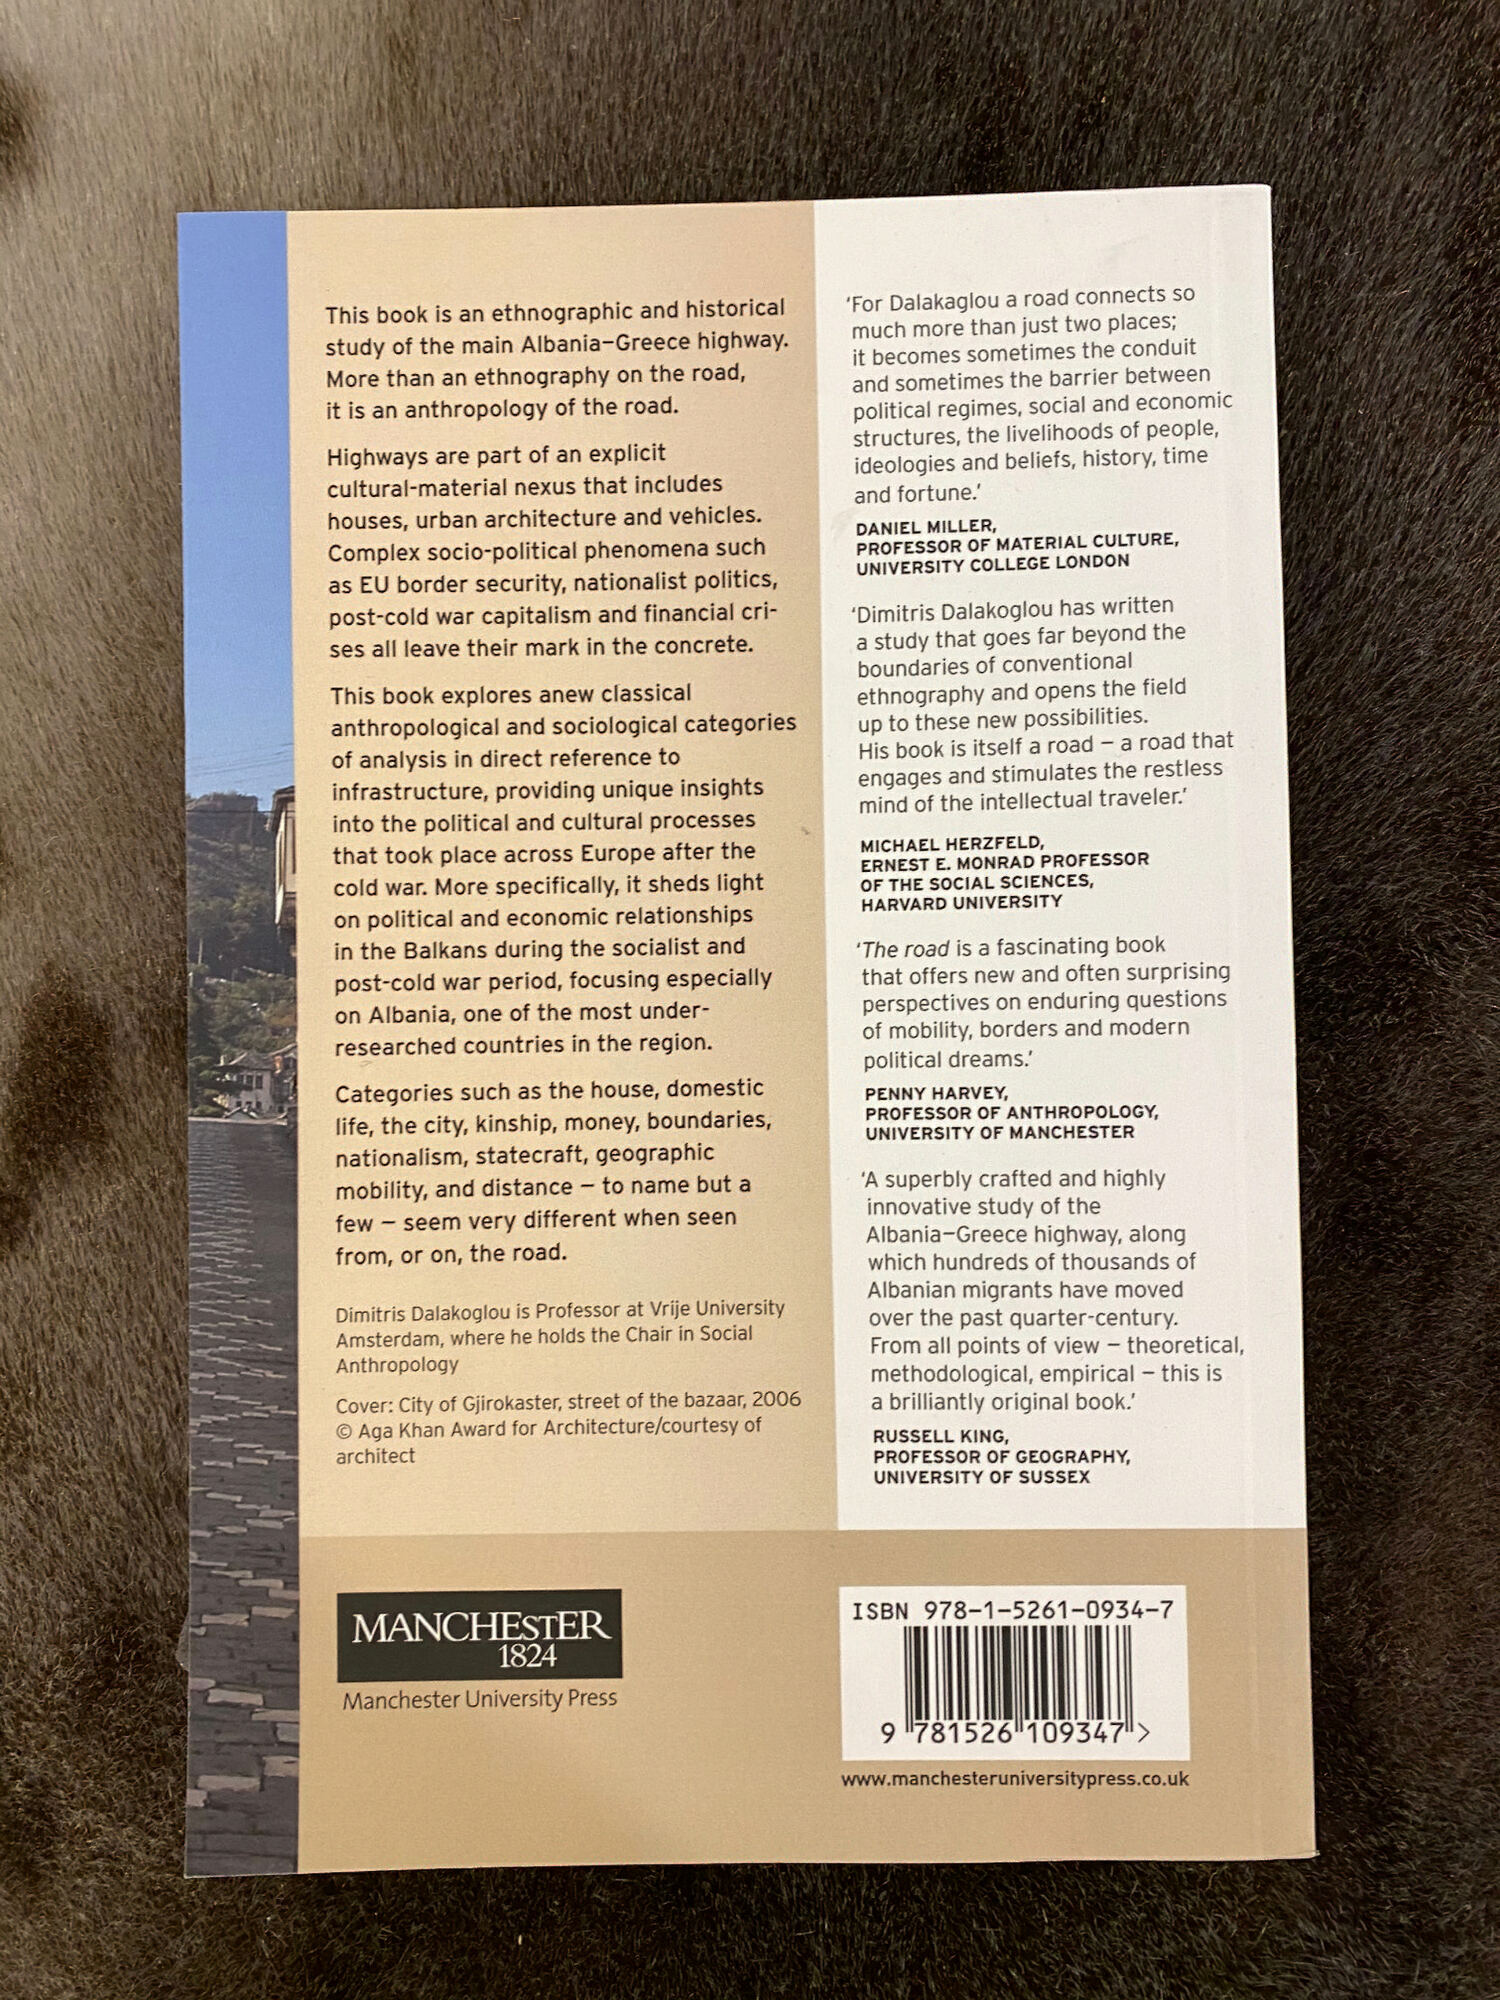 This book is an ethnographic and historical
study of the main Albania–Greece highway.
More than an ethnography on the road,
it is an anthropology of the road.
Highways are part of an explicit
cultural-material nexus that includes
houses, urban architecture and vehicles.
Complex socio-political phenomena such
as EU border security, nationalist politics,
post-cold war capitalism and financial cri-
ses all leave their mark in the concrete.
This book explores anew classical
anthropological and sociological categories
of analysis in direct reference to
infrastructure, providing unique insights
into the political and cultural processes
that took place across Europe after the
cold war. More specifically, it sheds light
on political and economic relationships
in the Balkans during the socialist and
post-cold war period, focusing especially
on Albania, one of the most under-
researched countries in the region.
Categories such as the house, domestic
life, the city, kinship, money, boundaries,
nationalism, statecraft, geographic
mobility, and distance – to name but a
few – seem very different when seen
from, or on, the road.
Dimitris Dalakoglou is Professor at Vrije University
Amsterdam, where he holds the Chair in Social
Anthropology
Cover: City of Gjirokaster, street of the bazaar, 2006
© Aga Khan Award for Architecture/courtesy of
architect
‘For Dalakaglou a road connects so
much more than just two places;
it becomes sometimes the conduit
and sometimes the barrier between
political regimes, social and economic
structures, the livelihoods of people,
ideologies and beliefs, history, time
and fortune.’
DANIEL MILLER,
PROFESSOR OF MATERIAL CULTURE,
UNIVERSITY COLLEGE LONDON
‘Dimitris Dalakoglou has written
a study that goes far beyond the
boundaries of conventional
ethnography and opens the field
up to these new possibilities.
His book is itself a road – a road that
engages and stimulates the restless
mind of the intellectual traveler.’
MICHAEL HERZFELD,
ERNEST E. MONRAD PROFESSOR
OF THE SOCIAL SCIENCES,
HARVARD UNIVERSITY
‘The road is a fascinating book
that offers new and often surprising
perspectives on enduring questions
of mobility, borders and modern
political dreams.’
PENNY HARVEY,
PROFESSOR OF ANTHROPOLOGY,
UNIVERSITY OF MANCHESTER
‘A superbly crafted and highly
innovative study of the
Albania–Greece highway, along
which hundreds of thousands of
Albanian migrants have moved
over the past quarter-century.
From all points of view – theoretical,
methodological, empirical – this is
a brilliantly original book.’
RUSSELL KING,
PROFESSOR OF GEOGRAPHY,
UNIVERSITY OF SUSSEX
MANCHESTER
1824
Manchester University Press
ISBN 978-1-5261-0934-7
9 781526 109347 >
www.manchesteruniversitypress.co.uk